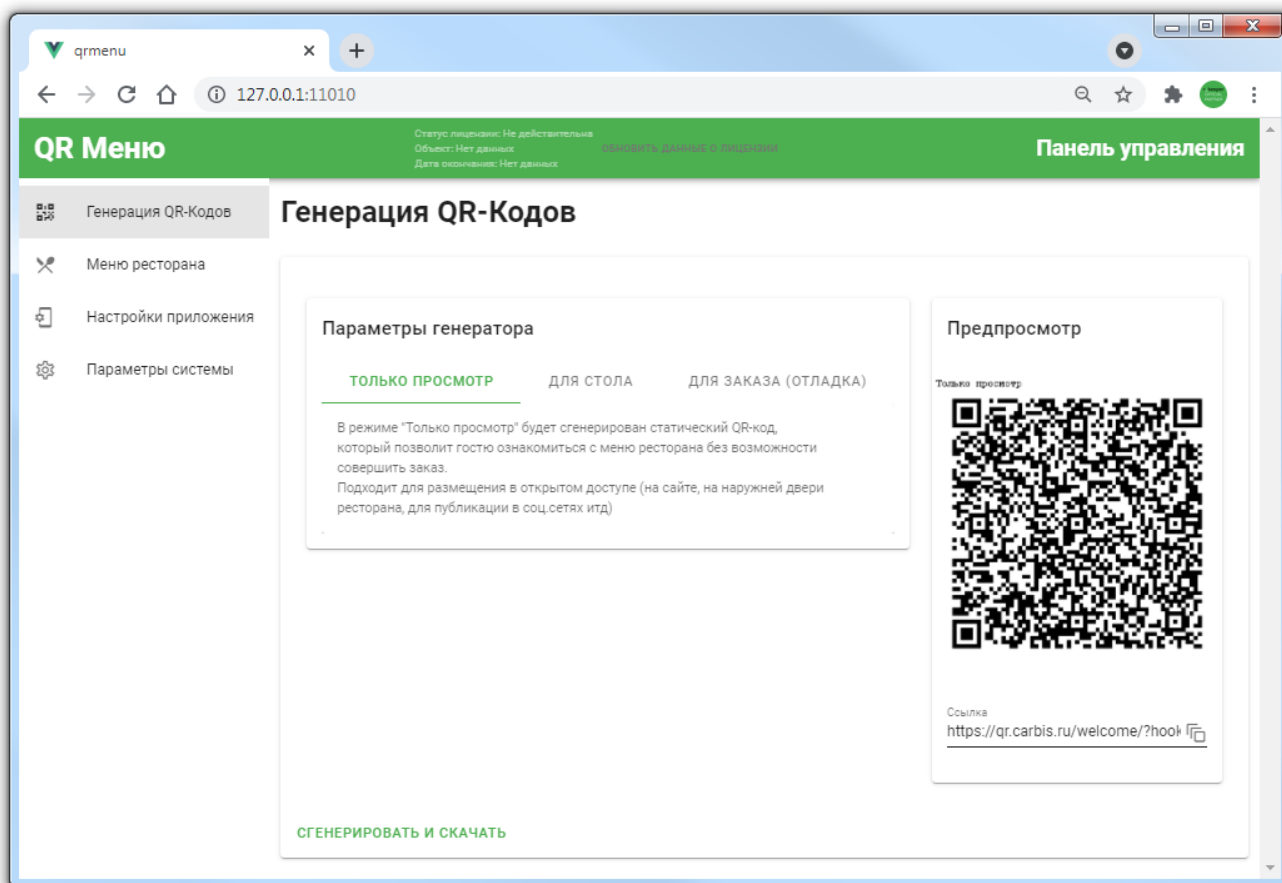 qrmenu
127.0.0.1:11010
QR Меню
Статус лицензии: Не действительна
Объект: Нет данных
Дата окончания: Нет данных
ОБНОВИТЬ ДАННЫЕ О ЛИЦЕНЗИИ
Панель управления
Генерация QR-Кодов
Меню ресторана
Настройки приложения
Параметры системы
Генерация QR-Кодов
Параметры генератора
ТОЛЬКО ПРОСМОТР
ДЛЯ СТОЛА
ДЛЯ ЗАКАЗА (ОТЛАДКА)
В режиме "Только просмотр" будет сгенерирован статический QR-код,
который позволит гостю ознакомиться с меню ресторана без возможности
совершить заказ.
Подходит для размещения в открытом доступе (на сайте, на наружней двери
ресторана, для публикации в соц.сетях итд)
Предпросмотр
Только просмотр
Ссылка
https://qr.carbis.ru/welcome/?hook
СГЕНЕРИРОВАТЬ И СКАЧАТЬ